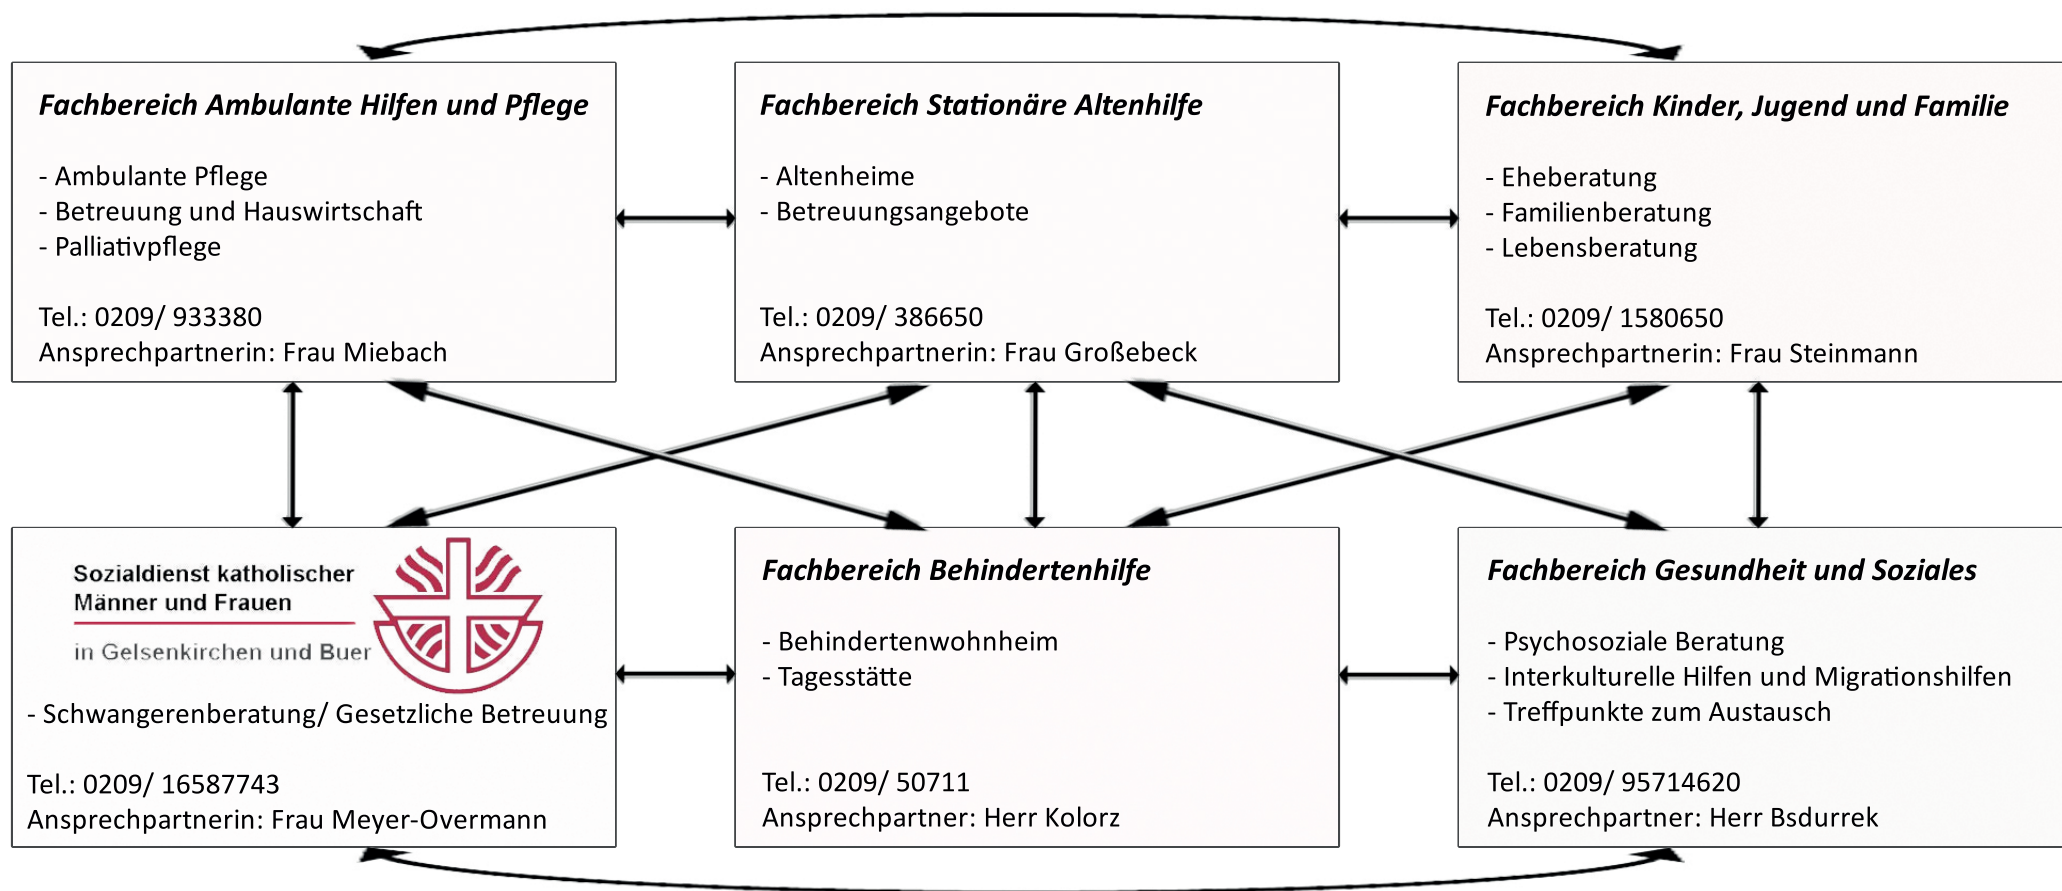 Fachbereich Ambulante Hilfen und Pflege
- Ambulante Pflege
- Betreuung und Hauswirtschaft
- Palliativpflege
Tel.: 0209/ 933380
Ansprechpartnerin: Frau Miebach
Fachbereich Stationäre Altenhilfe
- Altenheime
- Betreuungsangebote
Tel.: 0209/ 386650
Ansprechpartnerin: Frau Großebeck
Fachbereich Kinder, Jugend und Familie
- Eheberatung
- Familienberatung
- Lebensberatung
Tel.: 0209/ 1580650
Ansprechpartnerin: Frau Steinmann
Sozialdienst katholischer
Männer und Frauen
in Gelsenkirchen und Buer
- Schwangerenberatung/ Gesetzliche Betreuung
Tel.: 0209/ 16587743
Ansprechpartnerin: Frau Meyer-Overmann
Fachbereich Behindertenhilfe
- Behindertenwohnheim
- Tagesstätte
Tel.: 0209/ 50711
Ansprechpartner: Herr Kolorz
Fachbereich Gesundheit und Soziales
- Psychosoziale Beratung
- Interkulturelle Hilfen und Migrationshilfen
- Treffpunkte zum Austausch
Tel.: 0209/ 95714620
Ansprechpartner: Herr Bsdurrek